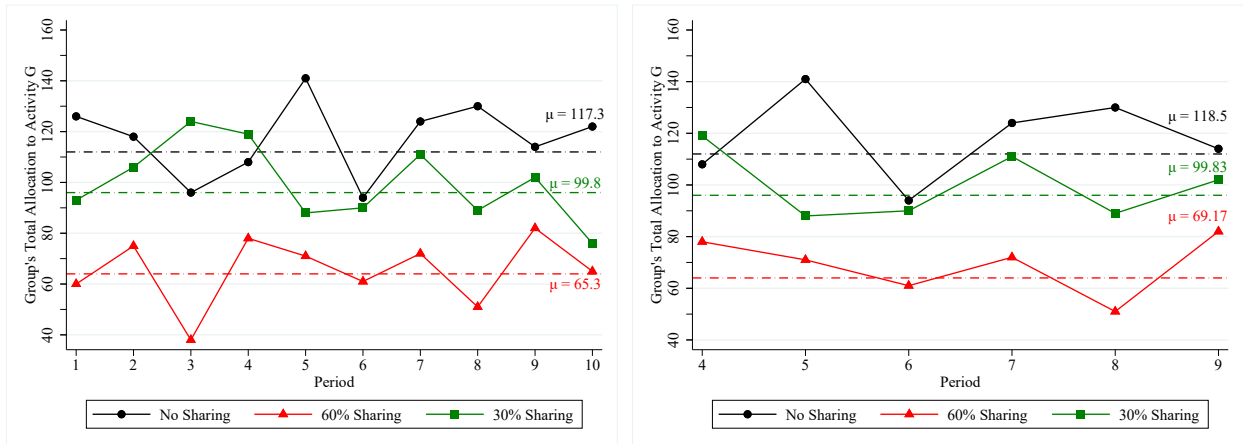 Group's Total Allocation to Activity G
160
140
120
100
80
60
40
μ = 117.3
μ = 99.8
μ = 65.3
1 2 3 4 5 6 7 8 9 10
Period
No Sharing 60% Sharing 30% Sharing
Group's Total Allocation to Activity G
160
140
120
100
80
60
40
μ = 118.5
μ = 99.83
μ = 69.17
4 5 6 7 8 9
Period
No Sharing 60% Sharing 30% Sharing